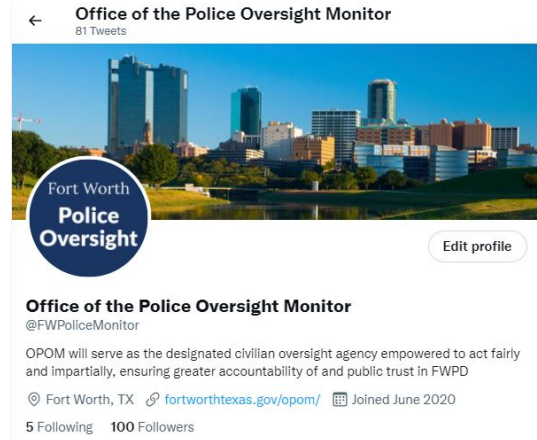 Office of the Police Oversight Monitor
81 Tweets
Fort Worth
Police
Oversight
Edit profile
Office of the Police Oversight Monitor
@FWPoliceMonitor
OPOM will serve as the designated civilian oversight agency empowered to act fairly
and impartially, ensuring greater accountability of and public trust in FWPD
Fort Worth, TX fortworthtexas.gov/opom/ Joined June 2020
5 Following 100 Followers